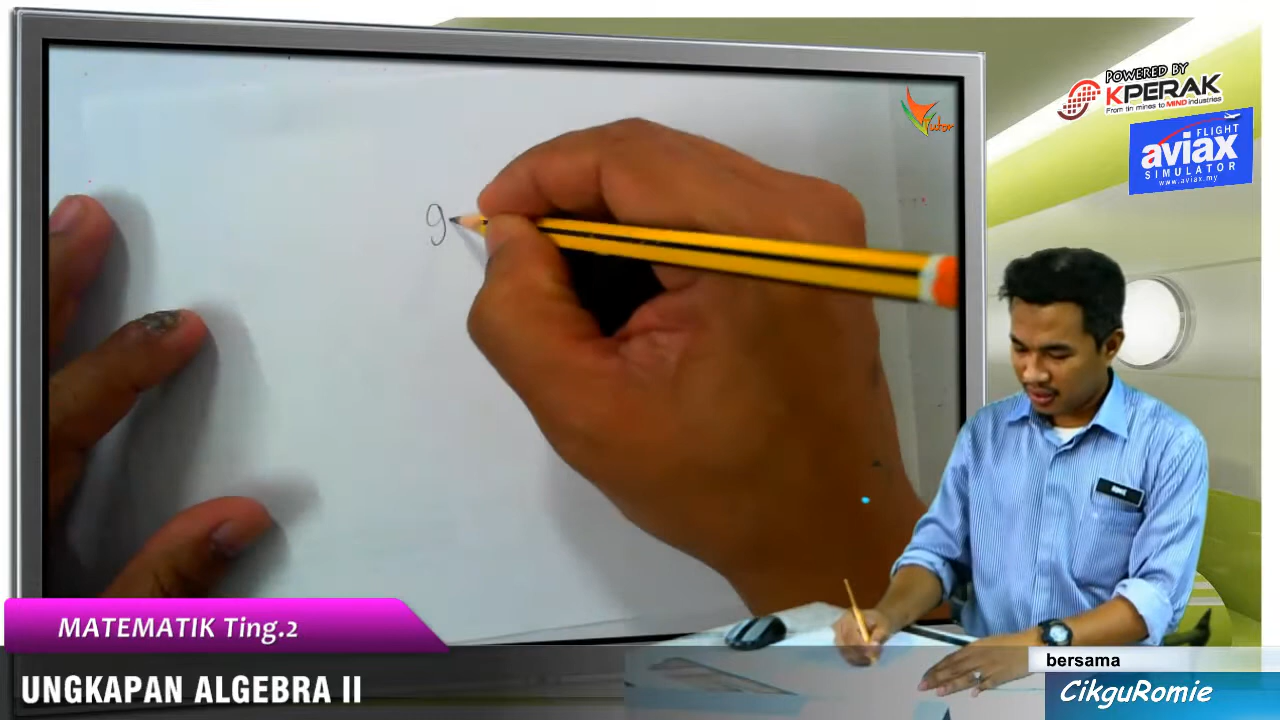 POWERED BY
KPERAK
From tin mines to MIND industries
Tutor
FLIGHT
aviax
SIMULATOR
www.aviax.my
9
MATEMATIK Ting.2
UNGKAPAN ALGEBRA II
bersama
CikguRomie